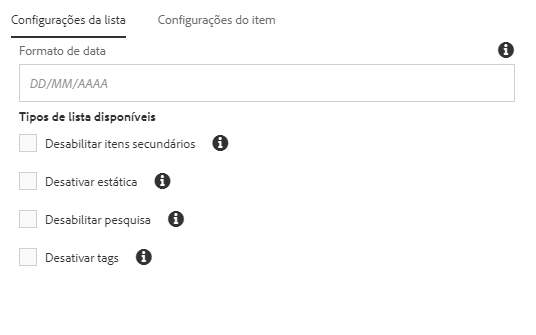 Configurações da lista
Configurações do item
Formato de data
DD/MM/AAAA
Tipos de lista disponíveis
Desabilitar itens secundários
Desativar estática
Desabilitar pesquisa
Desativar tags